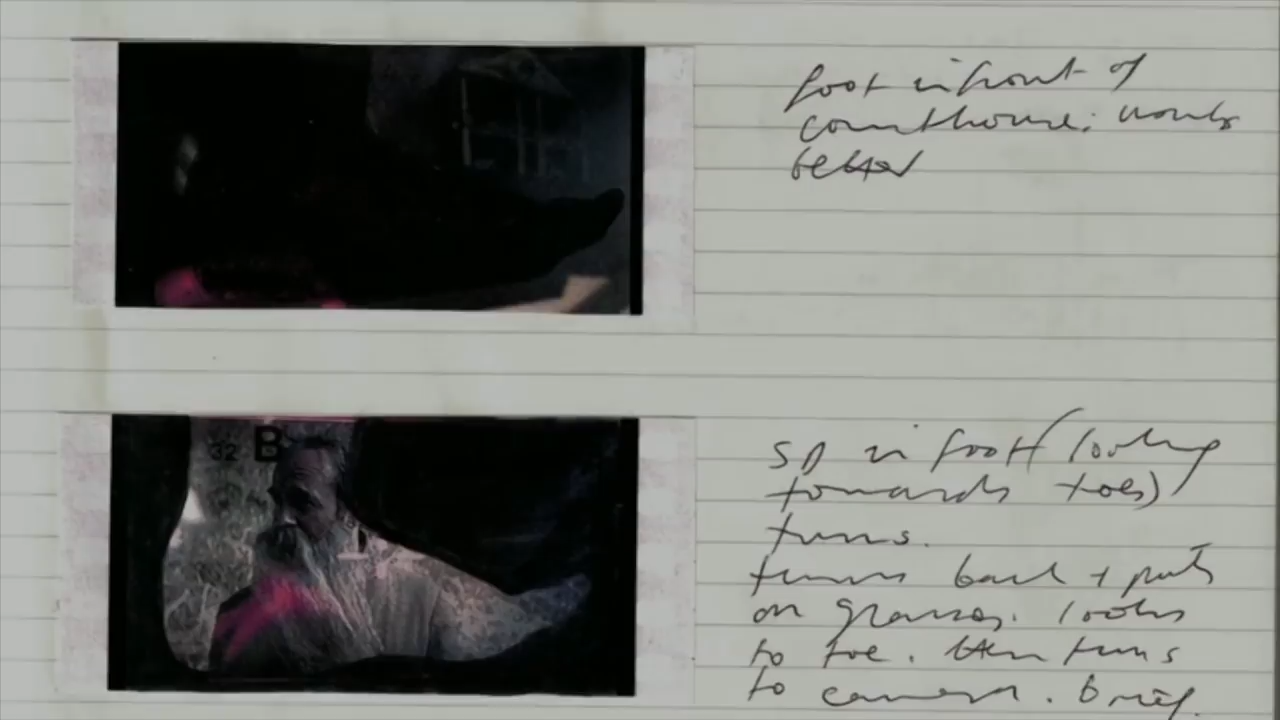 foot in front of
courthouse: works
better
32 B
SP in foot (looking
towards toes)
turns.
turns back + puts
on glasses. looks
to toe. then turns
to camera. brief.